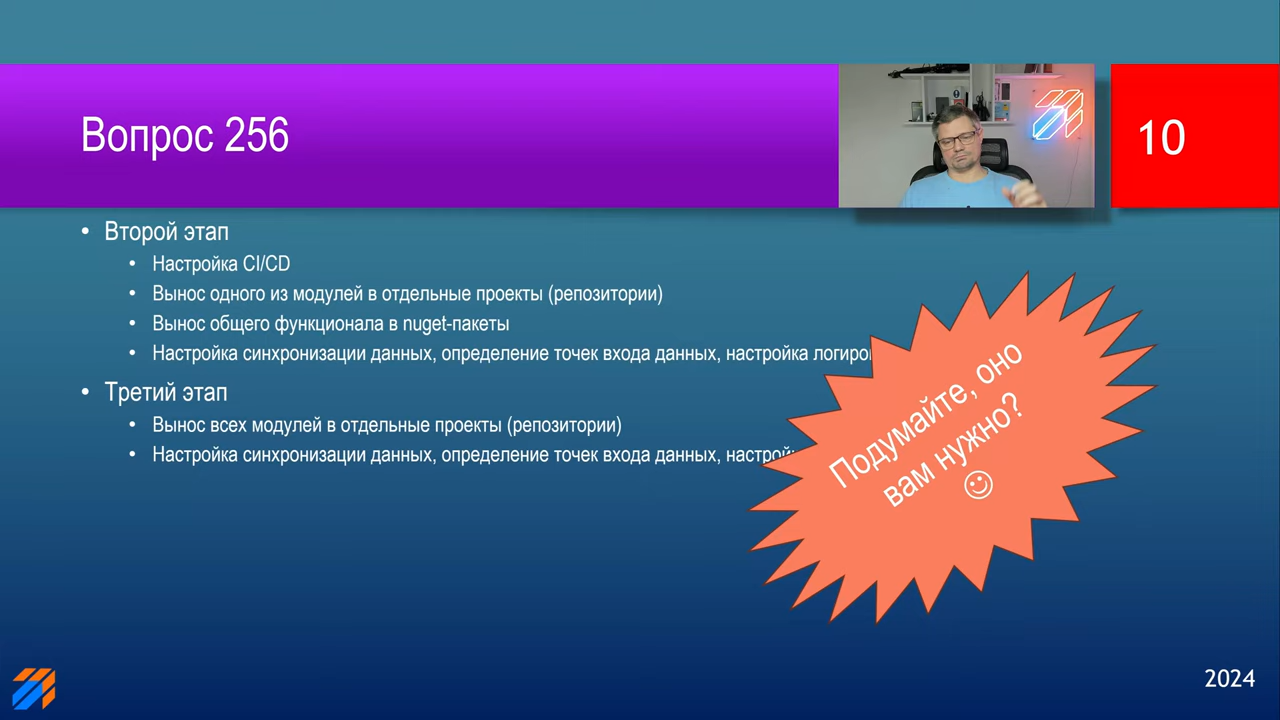 Вопрос 256
10
• Второй этап
• Настройка CI/CD
• Вынос одного из модулей в отдельные проекты (репозитории)
• Вынос общего функционала в nuget-пакеты
• Настройка синхронизации данных, определение точек входа данных, настройка
• Третий этап
• Вынос всех модулей в отдельные проекты (репозитории)
• Настройка синхронизации данных, определение точек входа данных,
Подумайте, оно
вам нужно?
☺
2024